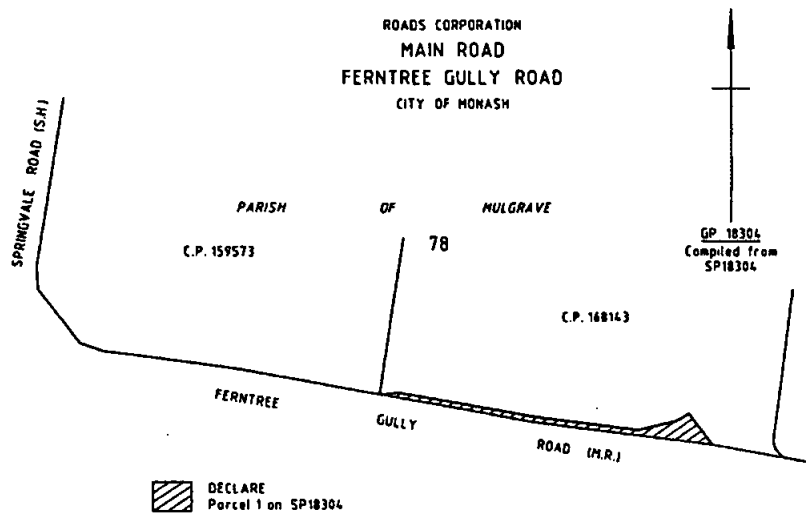 ROADS CORPORATION
MAIN ROAD
FERNTREE GULLY ROAD
CITY OF MONASH
SPRINGVALE ROAD (S.H)
PARISH OF MULGRAVE
C.P. 159573
78
GP 18304
Compiled from
SP18304
C.P. 168143
FERNTREE GULLY ROAD (M.R.)
DECLARE
Parcel 1 on SP18304